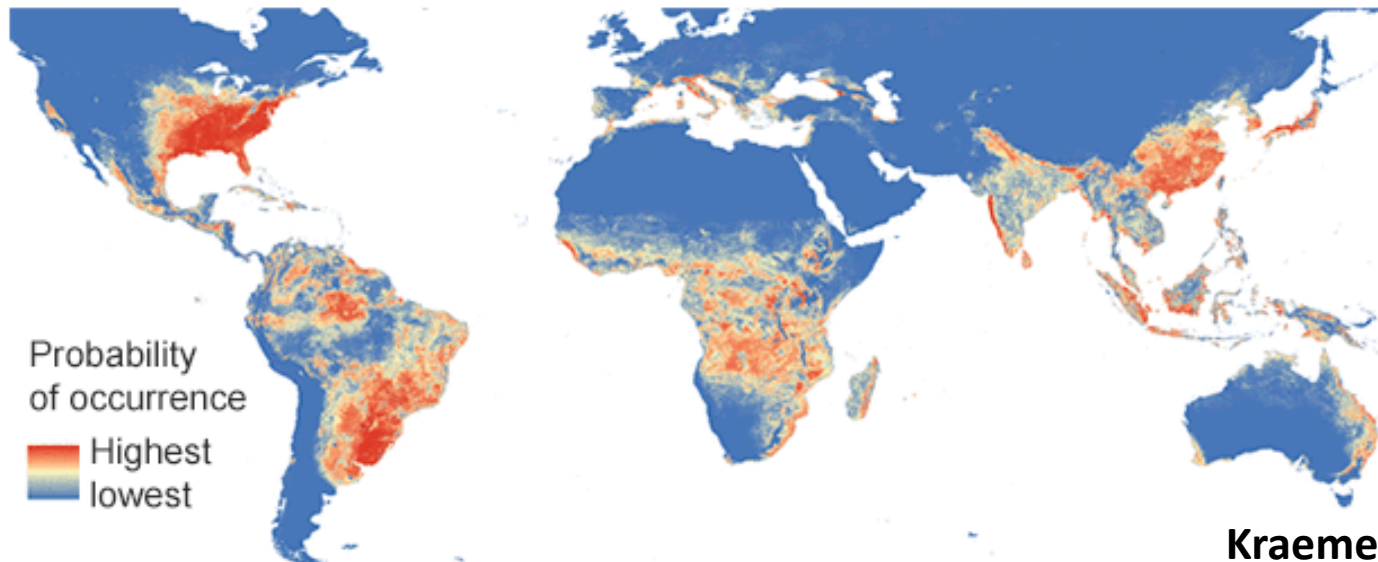 Probability
of occurrence
Highest
lowest
Kraeme